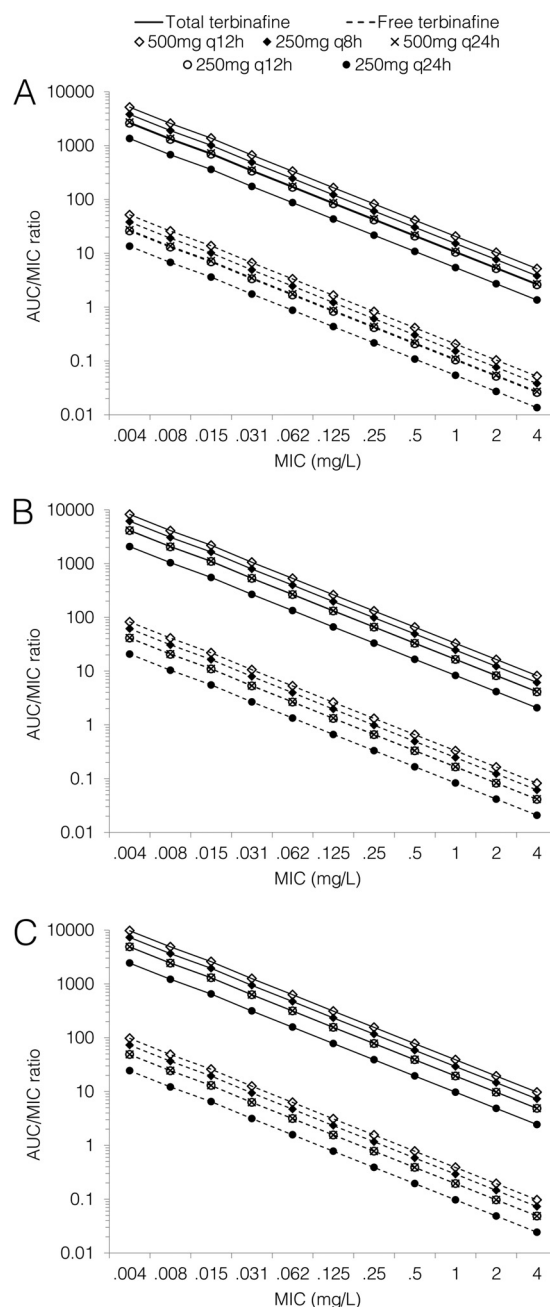 Total terbinafine Free terbinafine
500mg q12h 250mg q8h 500mg q24h
250mg q12h 250mg q24h
A
10000
1000
100
10
1
0.1
0.01
AUC/MIC ratio
.004 .008 .015 .031 .062 .125 .25 .5 1 2 4
MIC (mg/L)
B
10000
1000
100
10
1
0.1
0.01
AUC/MIC ratio
.004 .008 .015 .031 .062 .125 .25 .5 1 2 4
MIC (mg/L)
C
10000
1000
100
10
1
0.1
0.01
AUC/MIC ratio
.004 .008 .015 .031 .062 .125 .25 .5 1 2 4
MIC (mg/L)